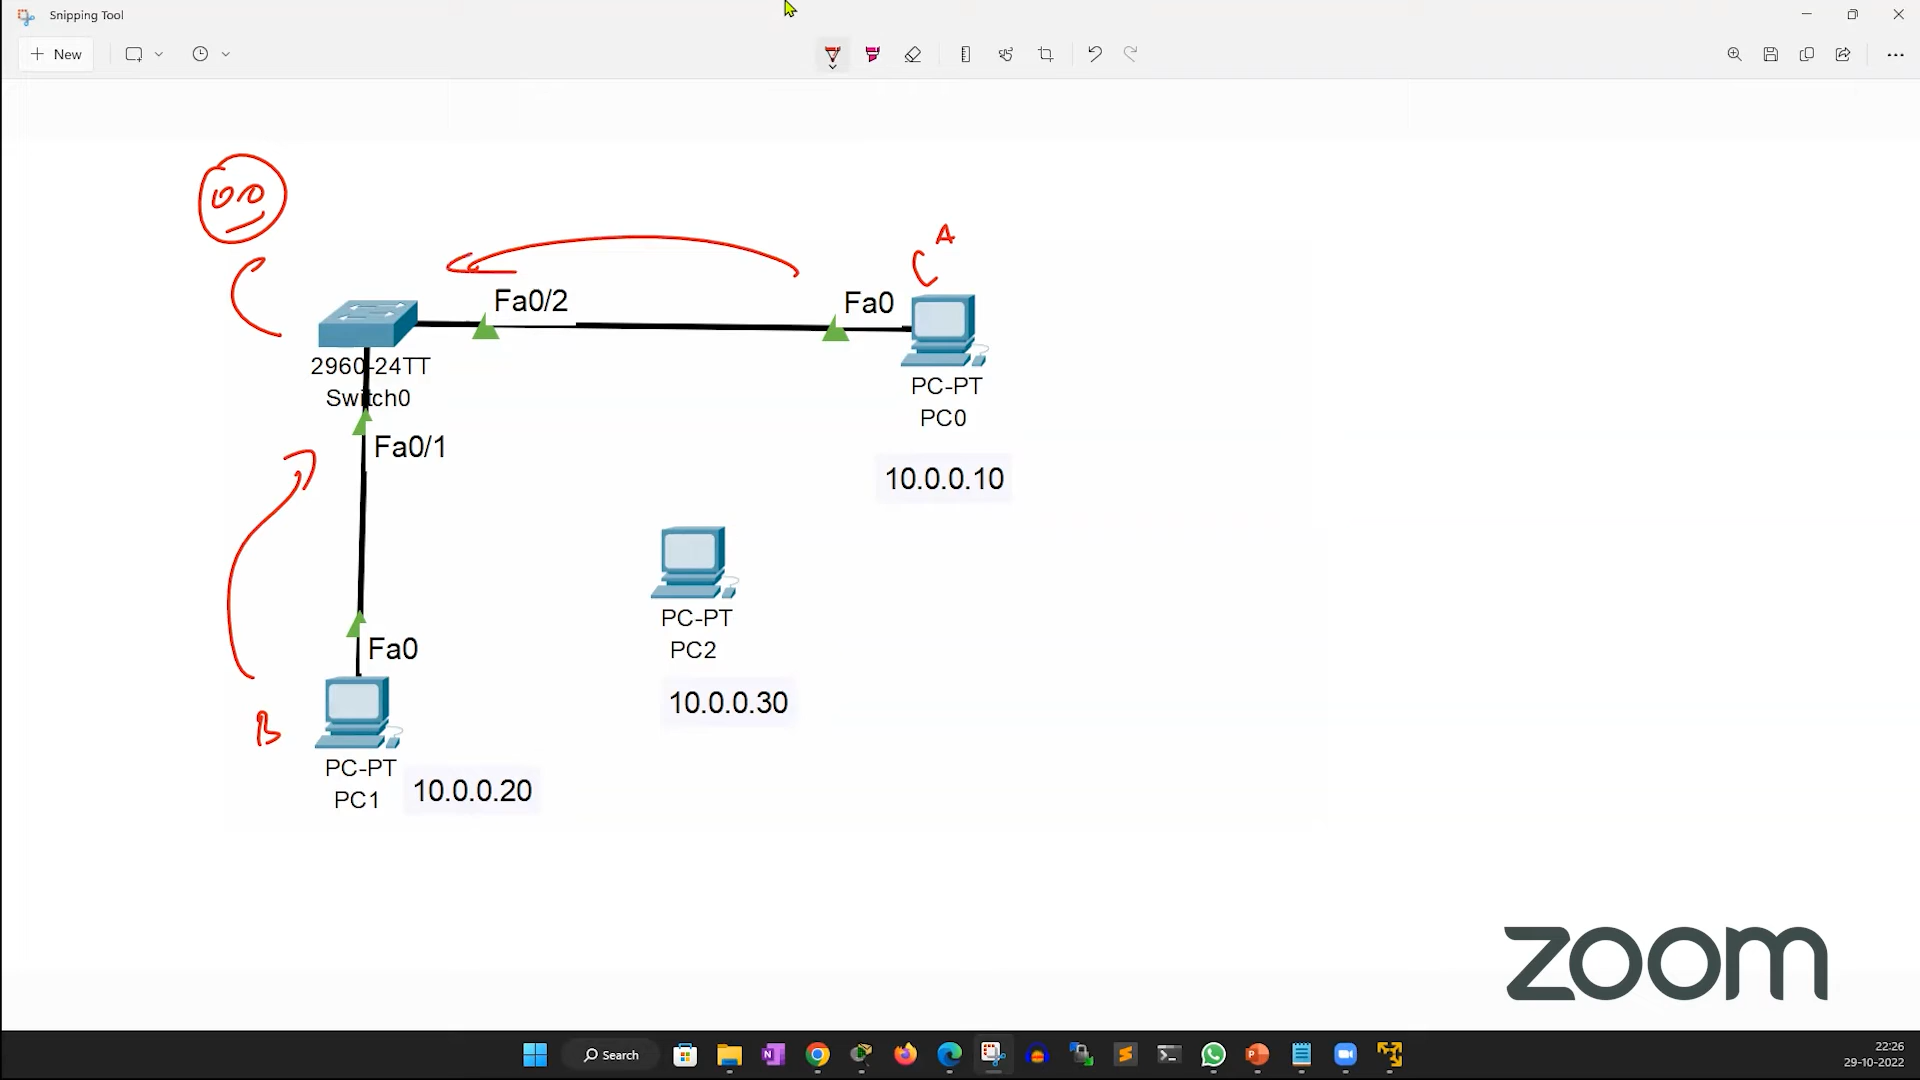 Snipping Tool
New
A
Fa0/2
Fa0
2960-24TT
Switch0
PC-PT
PC0
Fa0/1
10.0.0.10
PC-PT
PC2
Fa0
10.0.0.30
B
PC-PT
PC1
10.0.0.20
zoom
Search
22:26
29-10-2022